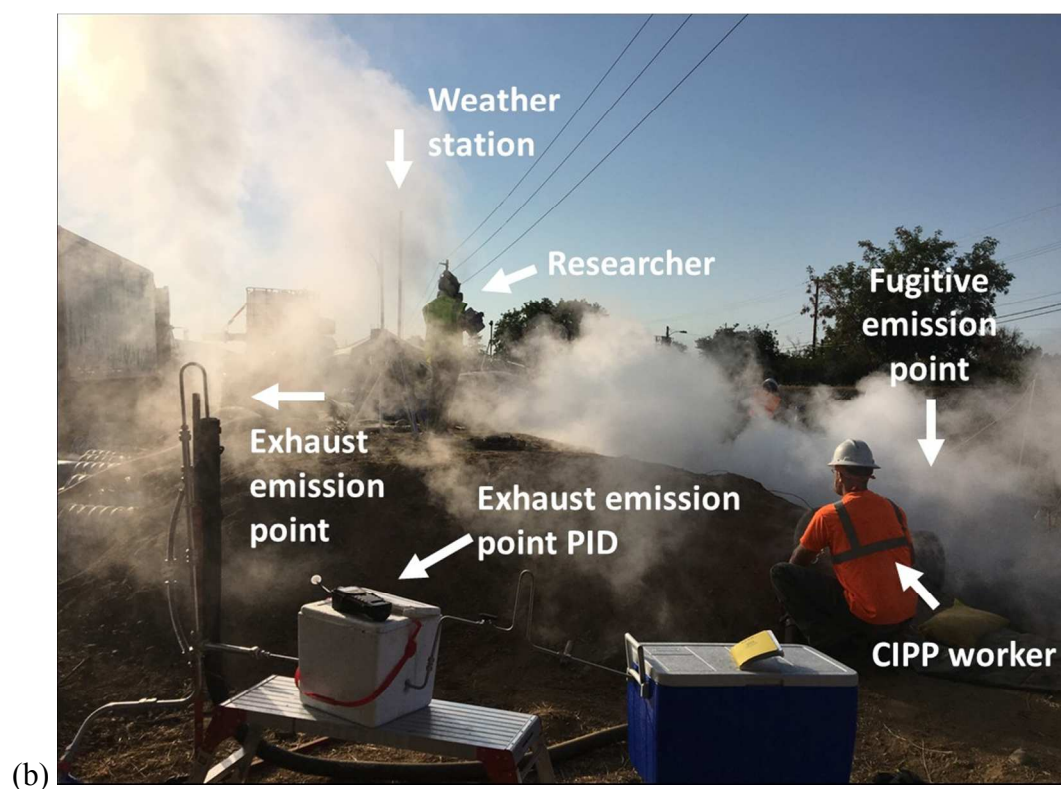 Weather
station
Researcher
Fugitive
emission
point
Exhaust
emission
point
Exhaust emission
point PID
CIPP worker
(b)